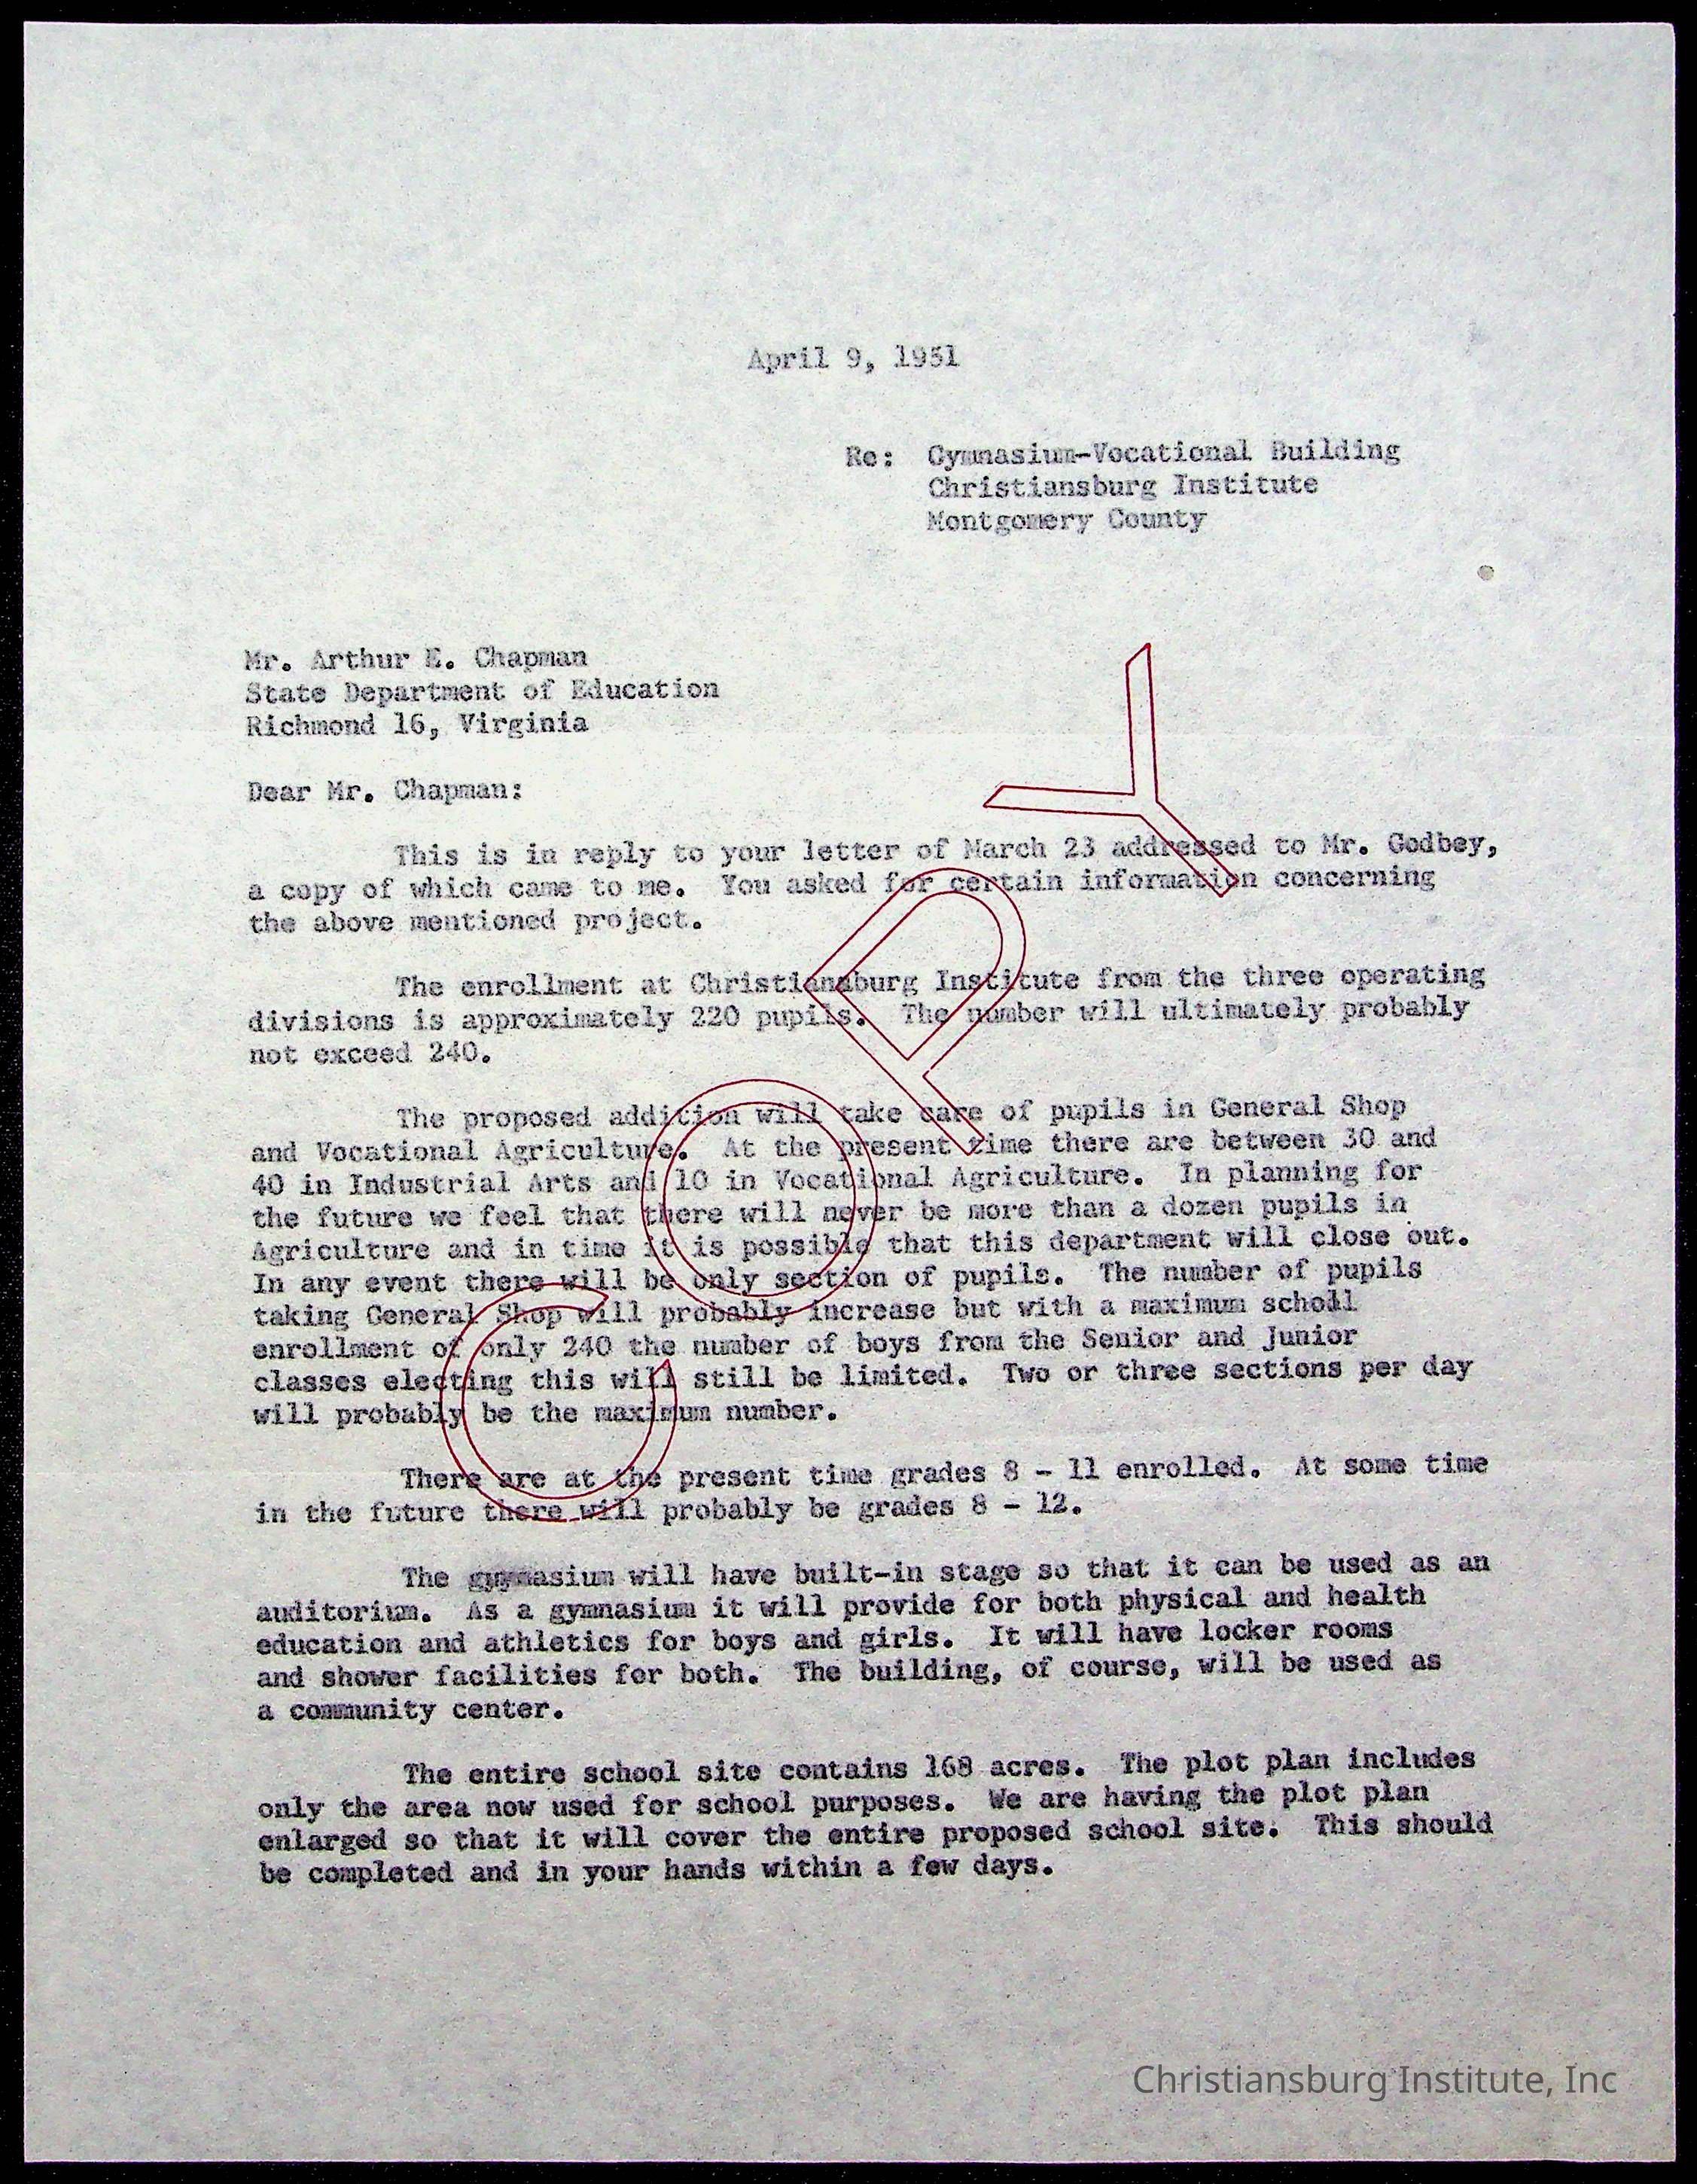 April 9, 1951
Re: Gymnasium-Vocational Building
Christiansburg Institute
Montgomery County
Mr. Arthur E. Chapman
State Department of Education
Richmond 16, Virginia
Dear Mr. Chapman:
This is in reply to your letter of March 23 addressed to Mr. Godbey,
a copy of which came to me. You asked for certain information concerning
the above mentioned project.
The enrollment at Christiansburg Institute from the three operating
divisions is approximately 220 pupils. The number will ultimately probably
not exceed 240.
The proposed addition will take care of pupils in General Shop
and Vocational Agriculture. At the present time there are between 30 and
40 in Industrial Arts and 10 in Vocational Agriculture. In planning for
the future we feel that there will never be more than a dozen pupils in
Agriculture and in time it is possible that this department will close out.
In any event there will be only section of pupils. The number of pupils
taking General Shop will probably increase but with a maximum scholl
enrollment of only 240 the number of boys from the Senior and Junior
classes electing this will still be limited. Two or three sections per day
will probably be the maximum number.
There are at the present time grades 8 - 11 enrolled. At some time
in the future there will probably be grades 8 - 12.
The gymnasium will have built-in stage so that it can be used as an
auditorium. As a gymnasium it will provide for both physical and health
education and athletics for boys and girls. It will have locker rooms
and shower facilities for both. The building, of course, will be used as
a community center.
The entire school site contains 168 acres. The plot plan includes
only the area now used for school purposes. We are having the plot plan
enlarged so that it will cover the entire proposed school site. This should
be completed and in your hands within a few days.
COPY
Christiansburg Institute, Inc